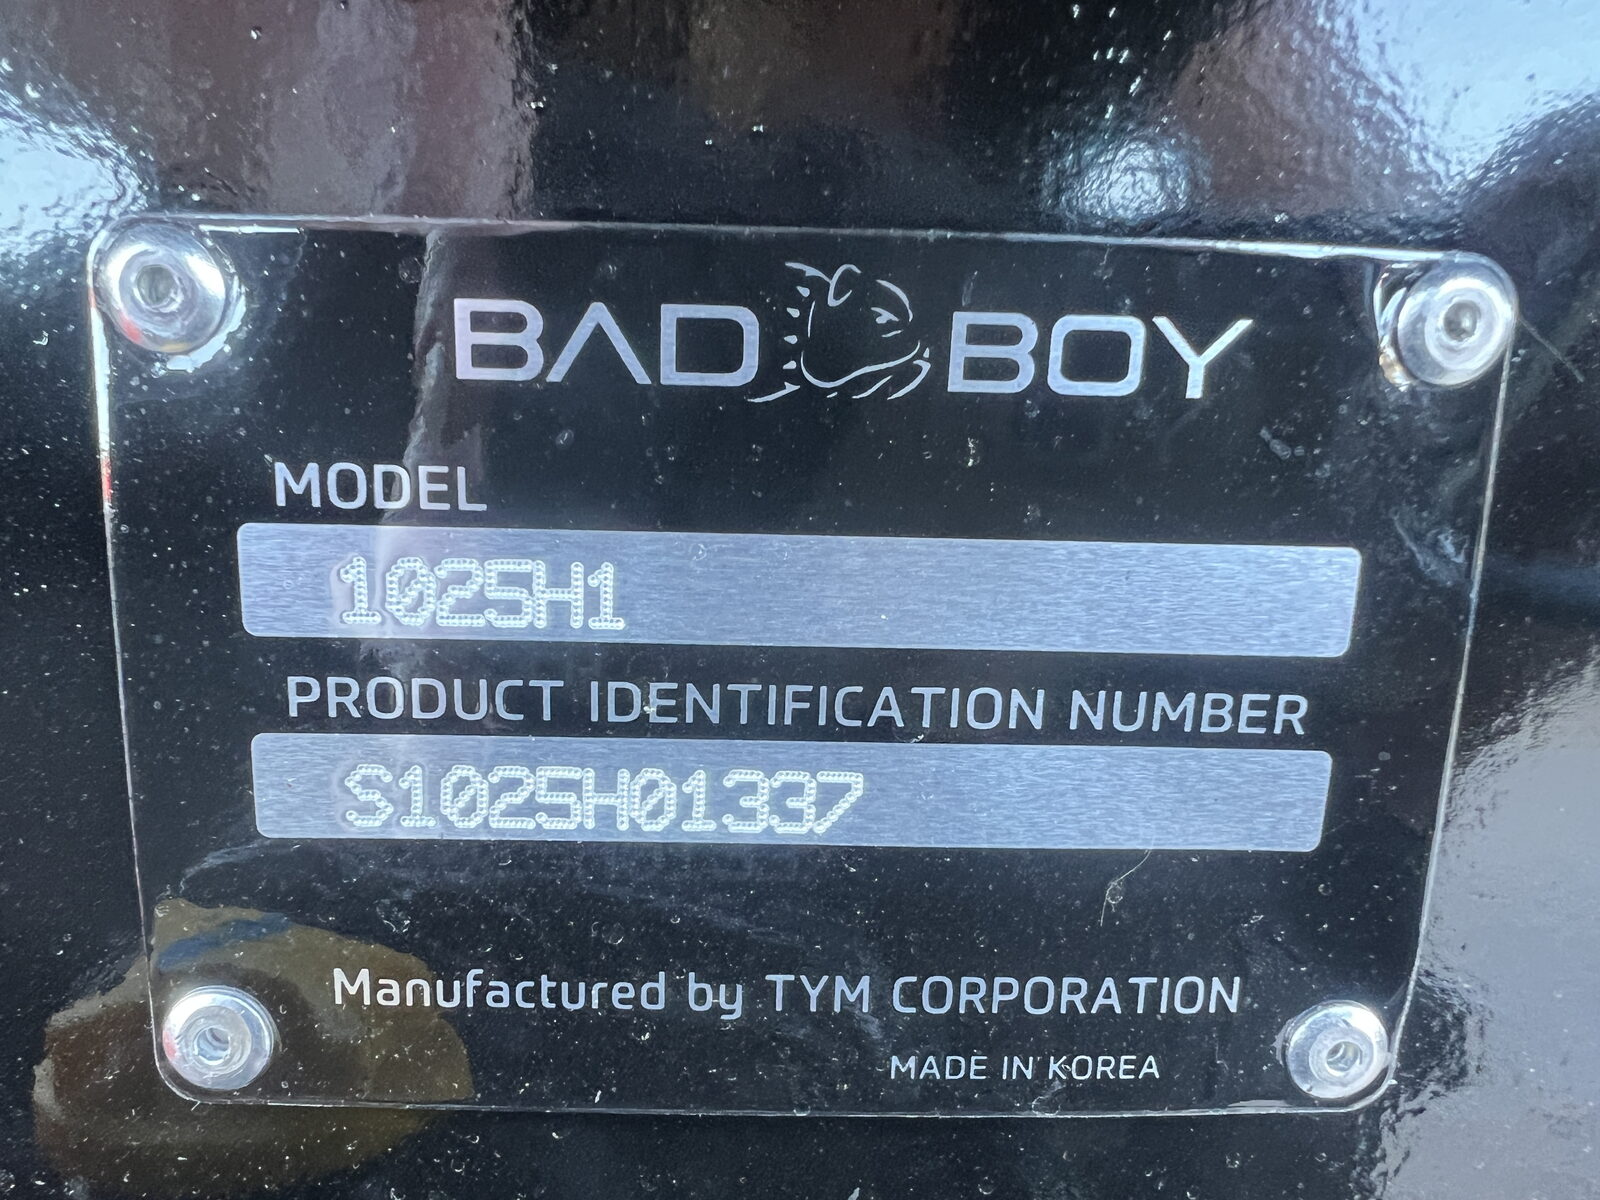 BAD BOY
MODEL
1025H1
PRODUCT IDENTIFICATION NUMBER
S1025H01337
Manufactured by TYM CORPORATION
MADE IN KOREA